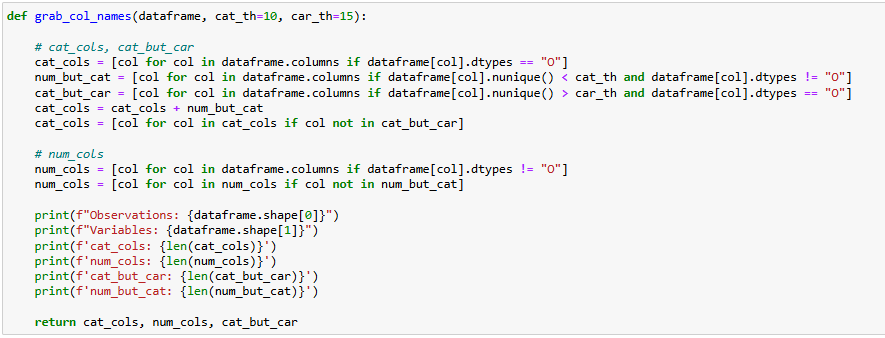 def grab_col_names(dataframe, cat_th=10, car_th=15):
# cat_cols, cat_but_car
cat_cols = [col for col in dataframe.columns if dataframe[col].dtypes == "O"]
num_but_cat = [col for col in dataframe.columns if dataframe[col].nunique() < cat_th and dataframe[col].dtypes != "O"]
cat_but_car = [col for col in dataframe.columns if dataframe[col].nunique() > car_th and dataframe[col].dtypes == "O"]
cat_cols = cat_cols + num_but_cat
cat_cols = [col for col in cat_cols if col not in cat_but_car]
# num_cols
num_cols = [col for col in dataframe.columns if dataframe[col].dtypes != "O"]
num_cols = [col for col in num_cols if col not in num_but_cat]
print(f"Observations: {dataframe.shape[0]}")
print(f"Variables: {dataframe.shape[1]}")
print(f'cat_cols: {len(cat_cols)}')
print(f'num_cols: {len(num_cols)}')
print(f'cat_but_car: {len(cat_but_car)}')
print(f'num_but_cat: {len(num_but_cat)}')
return cat_cols, num_cols, cat_but_car